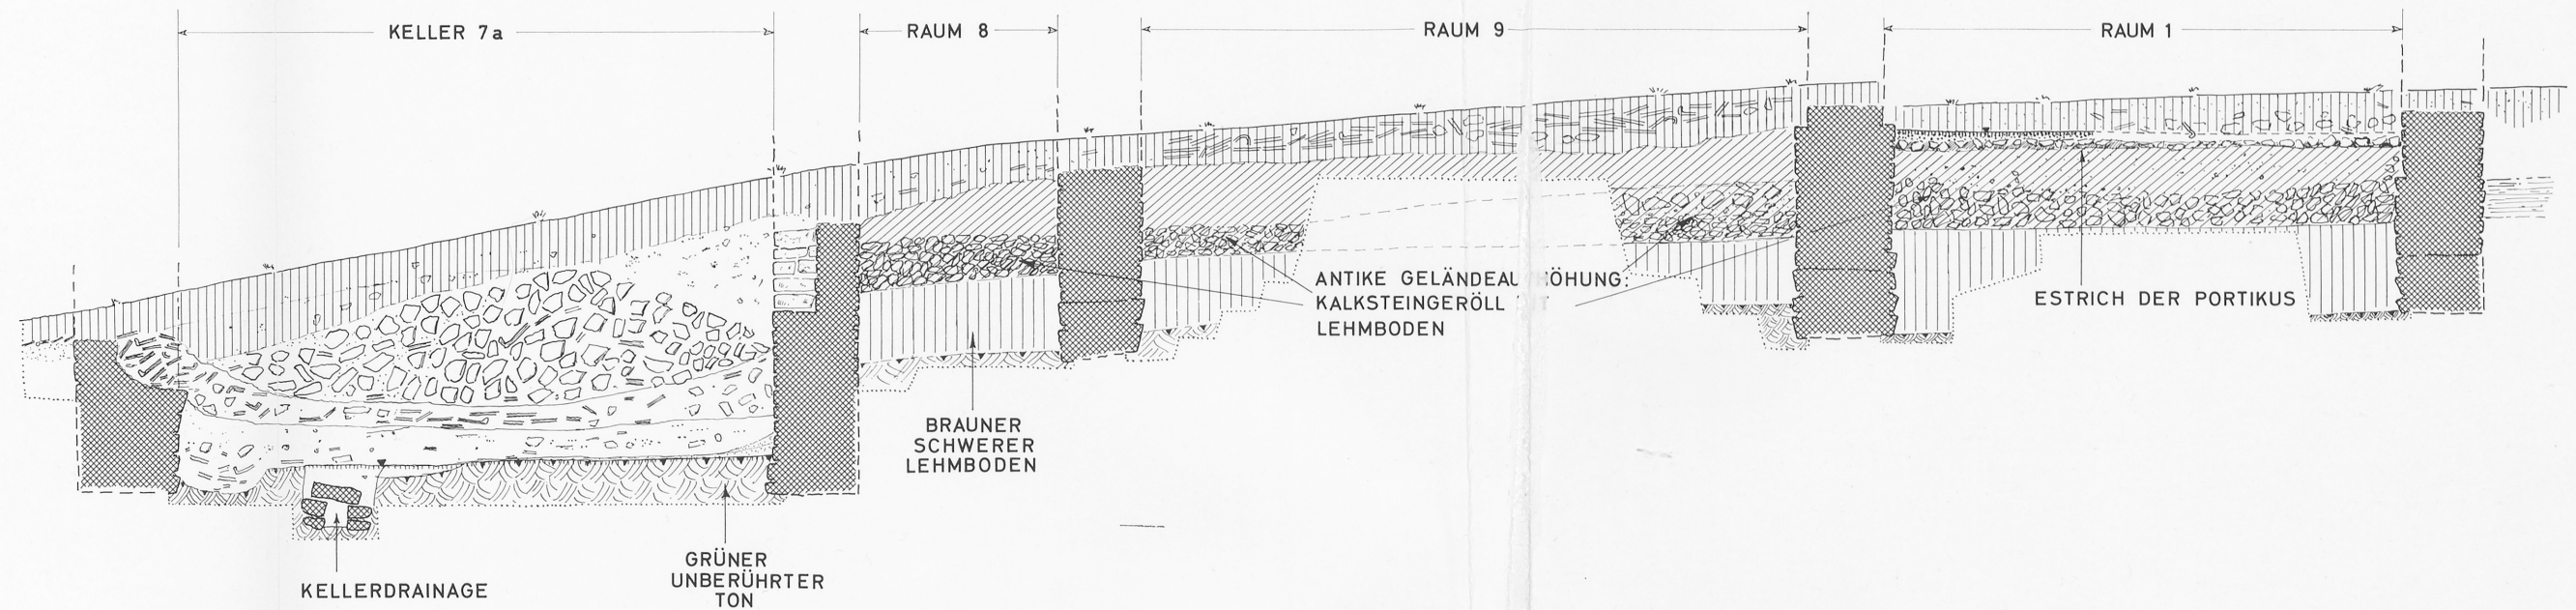 KELLER 7a
RAUM 8
RAUM 9
RAUM 1
ANTIKE
KALKSTEINGERÖLL
LEHMBODEN
ESTRICH DER PORTIKUS
BRAUNER
SCHWERER
LEHMBODEN
GRÜNER
UNBERÜHRTER
TON
KELLERDRAINAGE